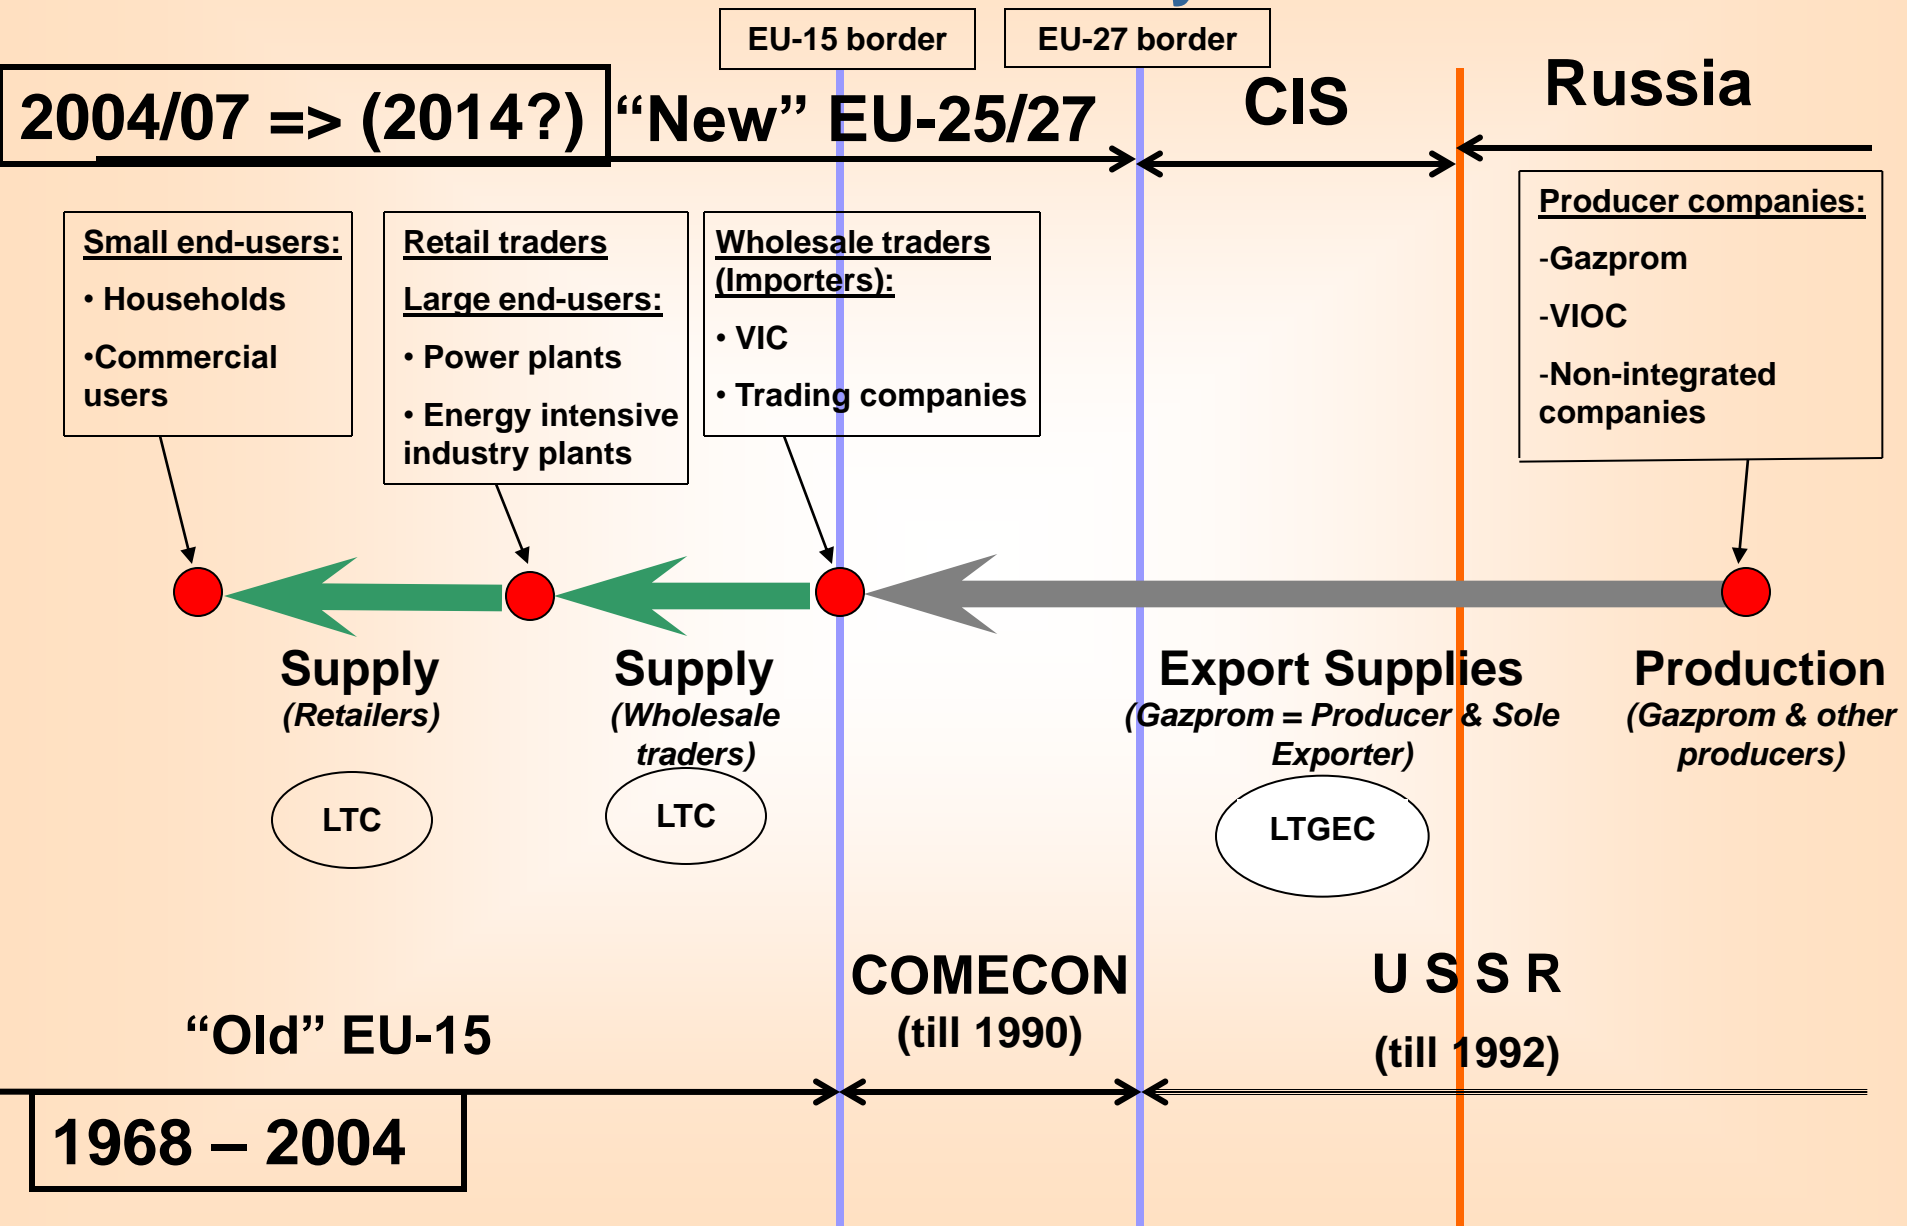 EU-15 border
EU-27 border
2004/07 => (2014?)
“New” EU-25/27
CIS
Russia
Small end-users:
• Households
•Commercial
users
Retail traders
Large end-users:
• Power plants
• Energy intensive
industry plants
Wholesale traders
(Importers):
• VIC
• Trading companies
Producer companies:
-Gazprom
-VIOC
-Non-integrated
companies
Supply
(Retailers)
LTC
Supply
(Wholesale
traders)
LTC
Export Supplies
(Gazprom = Producer & Sole
Exporter)
LTGEC
Production
(Gazprom & other
producers)
“Old” EU-15
COMECON
(till 1990)
U S S R
(till 1992)
1968 – 2004